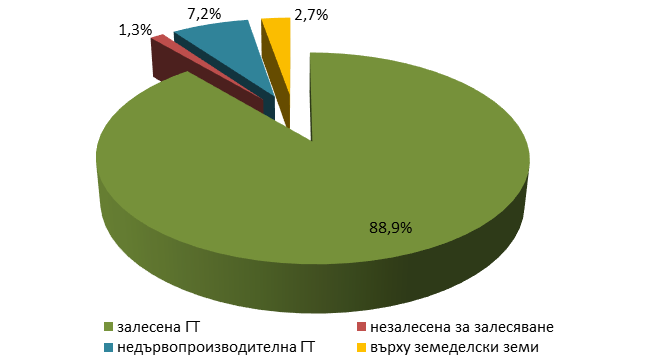 7,2%
2,7%
1,3%
88,9%
залесена ГТ
незалесена за залесяване
недървопроизводителна ГТ
върху земеделски земи